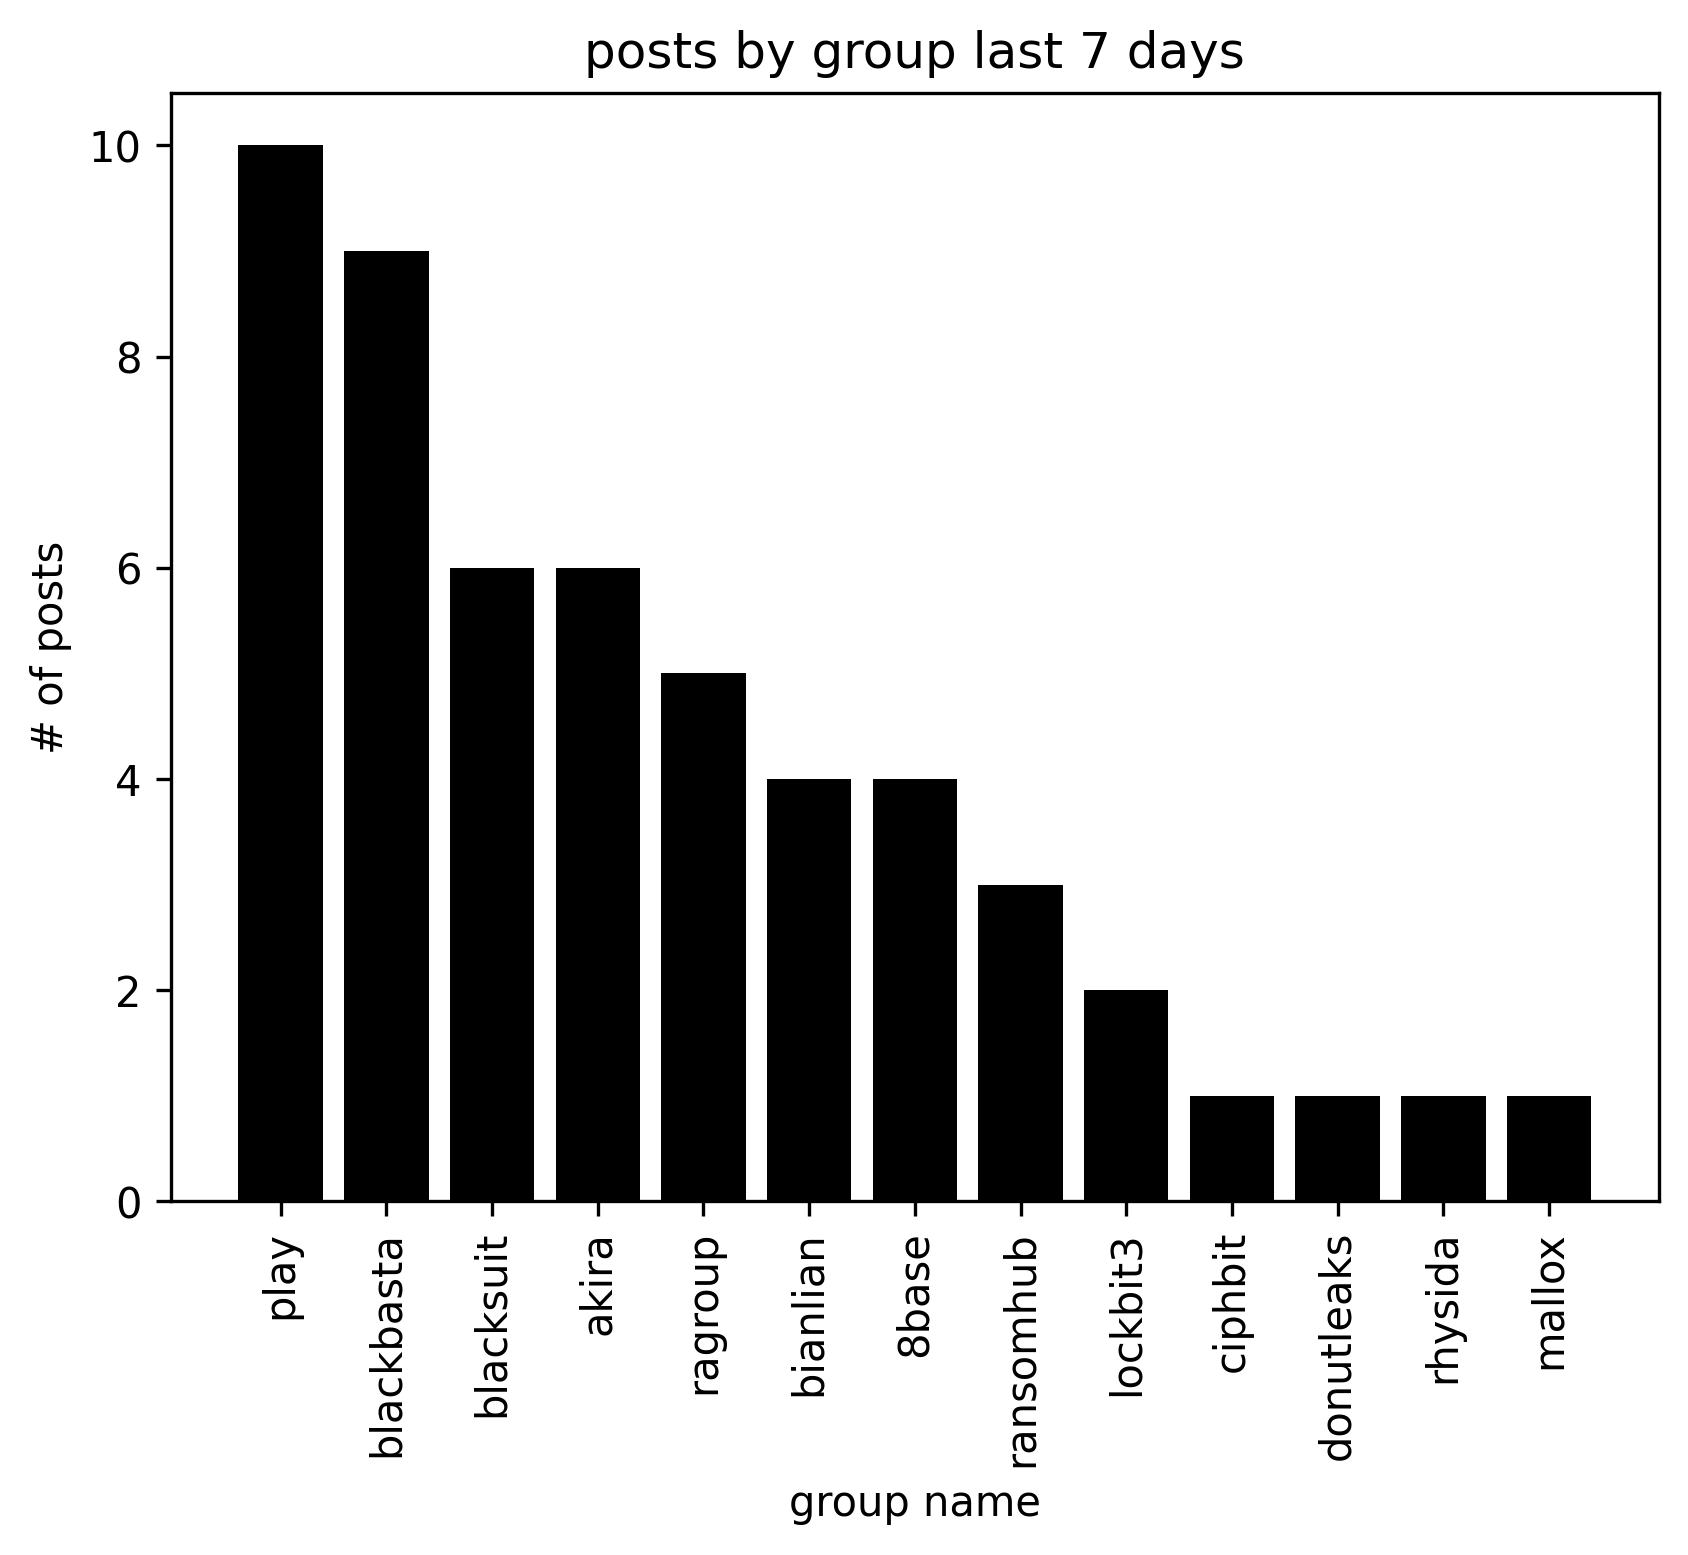 posts by group last 7 days
# of posts
10
8
6
4
2
0
play
blackbasta
blacksuit
akira
ragroup
bianlian
8base
ransomhub
lockbit3
ciphbit
donutleaks
rhysida
mallox
group name